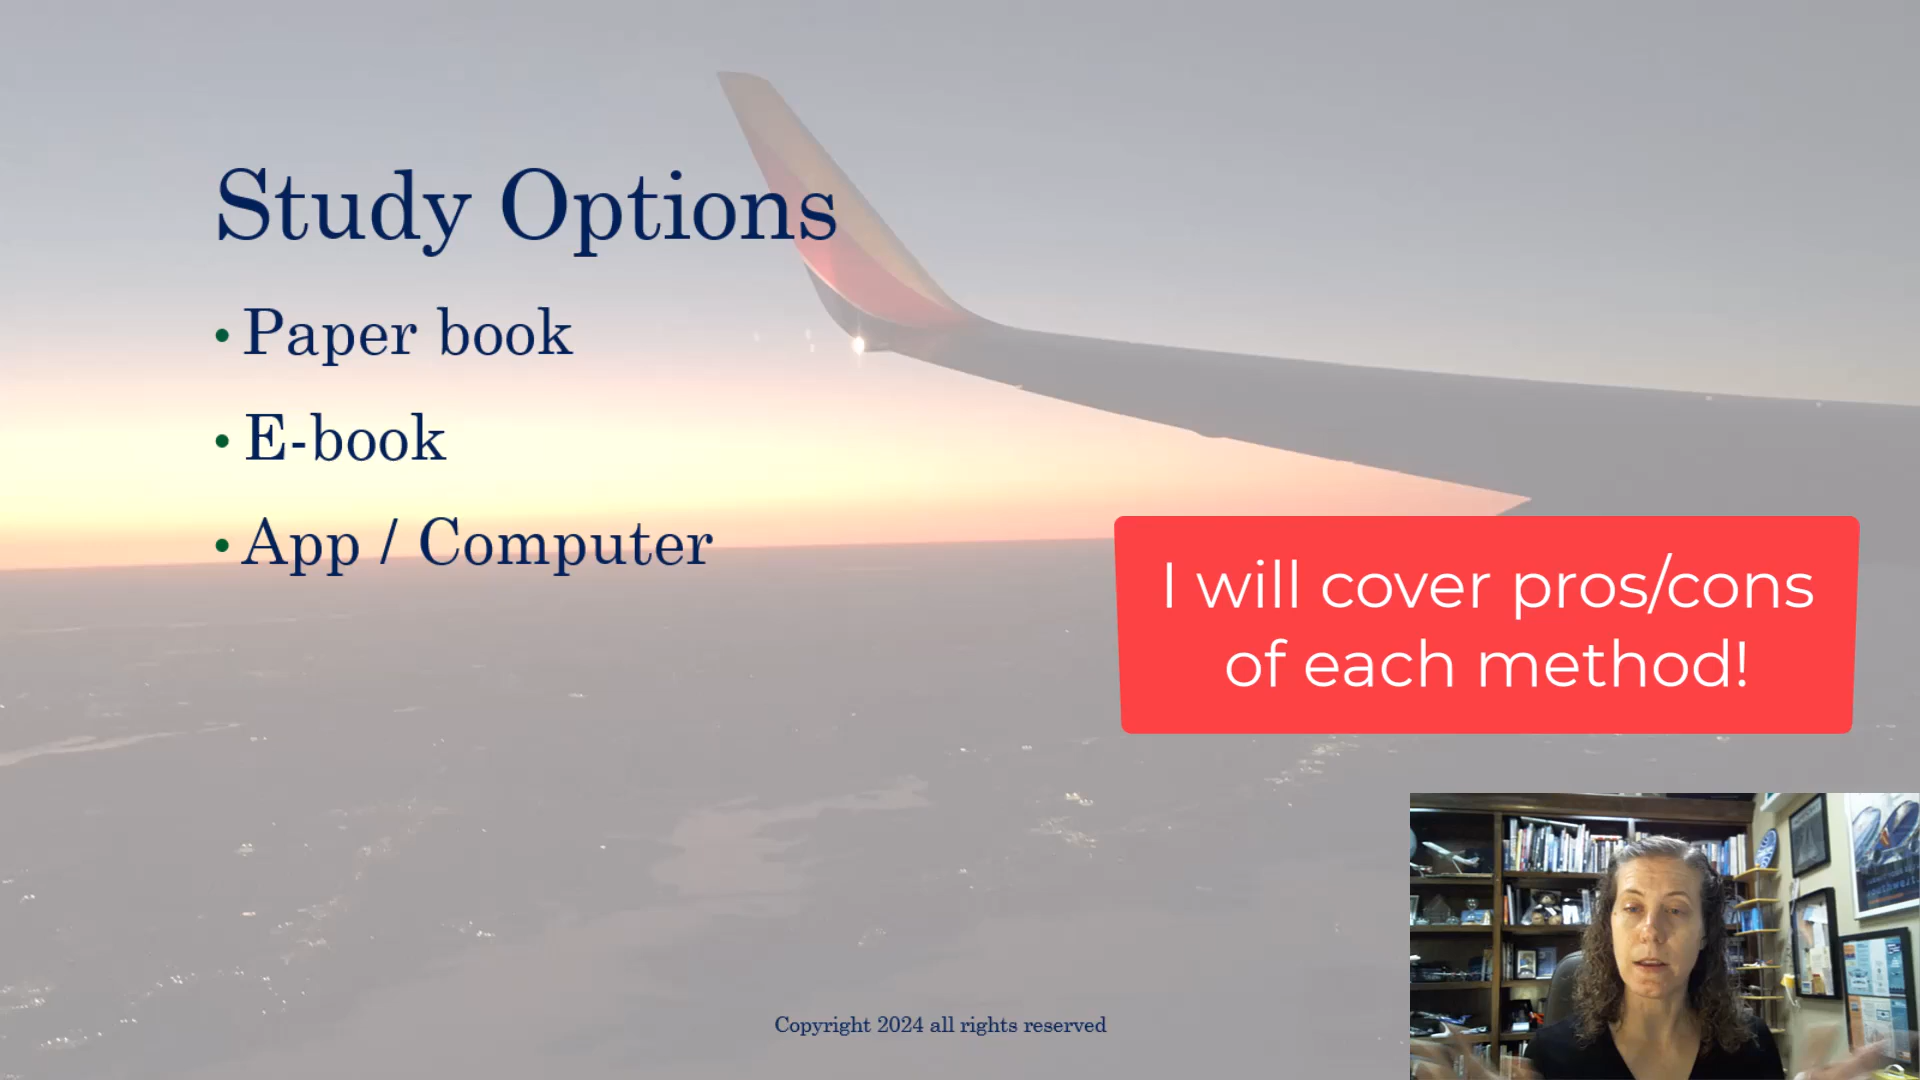 Study Options
• Paper book
• E-book
• App / Computer
I will cover pros/cons
of each method!
Copyright 2024 all rights reserved